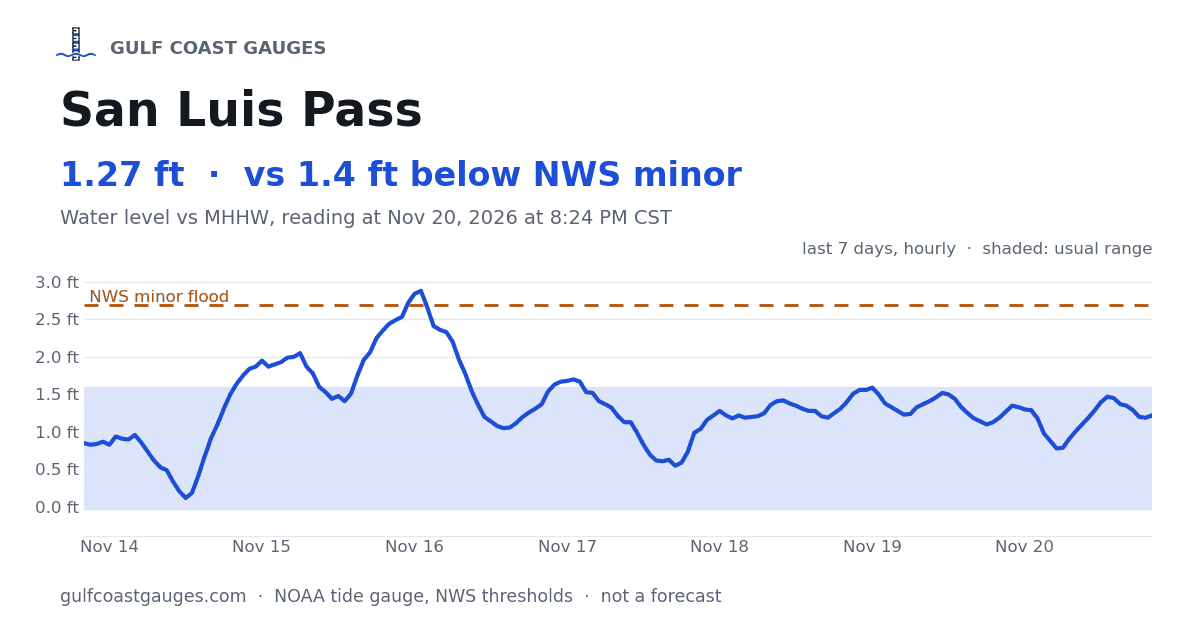 GULF COAST GAUGES
San Luis Pass
1.27 ft · vs 1.4 ft below NWS minor
Water level vs MHHW, reading at Nov 20, 2026 at 8:24 PM CST
last 7 days, hourly · shaded: usual range
3.0 ft
NWS minor flood
2.5 ft
2.0 ft
1.5 ft
1.0 ft
0.5 ft
0.0 ft
Nov 14 Nov 15 Nov 16 Nov 17 Nov 18 Nov 19 Nov 20
gulfcoastgauges.com · NOAA tide gauge, NWS thresholds · not a forecast